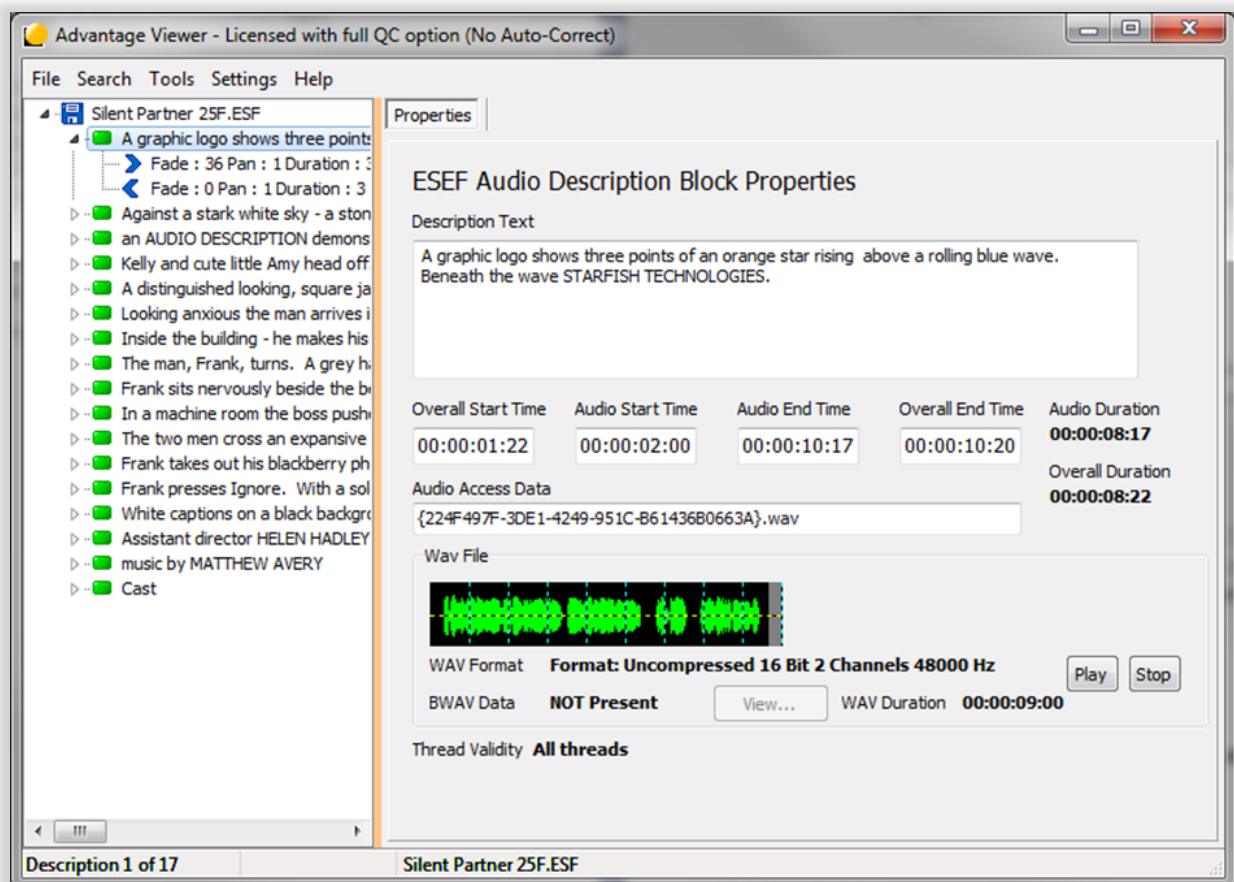 Advantage Viewer - Licensed with full QC option (No Auto-Correct)
File Search Tools Settings Help
Silent Partner 25F.ESF
A graphic logo shows three points
Fade : 36 Pan : 1 Duration : 3
Fade : 0 Pan : 1 Duration : 3
Against a stark white sky - a ston
an AUDIO DESCRIPTION demons
Kelly and cute little Amy head off
A distinguished looking, square ja
Looking anxious the man arrives i
Inside the building - he makes his
The man, Frank, turns. A grey ha
Frank sits nervously beside the b
In a machine room the boss push
The two men cross an expansive
Frank takes out his blackberry ph
Frank presses Ignore. With a sol
White captions on a black backgr
Assistant director HELEN HADLEY
music by MATTHEW AVERY
Cast
Properties
ESEF Audio Description Block Properties
Description Text
A graphic logo shows three points of an orange star rising above a rolling blue wave.
Beneath the wave STARFISH TECHNOLOGIES.
Overall Start Time Audio Start Time Audio End Time Overall End Time Audio Duration
00:00:01:22 00:00:02:00 00:00:10:17 00:00:10:20 00:00:08:17
Overall Duration
00:00:08:22
Audio Access Data
{224F497F-3DE1-4249-951C-B61436B0663A}.wav
Wav File
WAV Format Format: Uncompressed 16 Bit 2 Channels 48000 Hz
Play Stop
BWAV Data NOT Present View... WAV Duration 00:00:09:00
Thread Validity All threads
Description 1 of 17 Silent Partner 25F.ESF